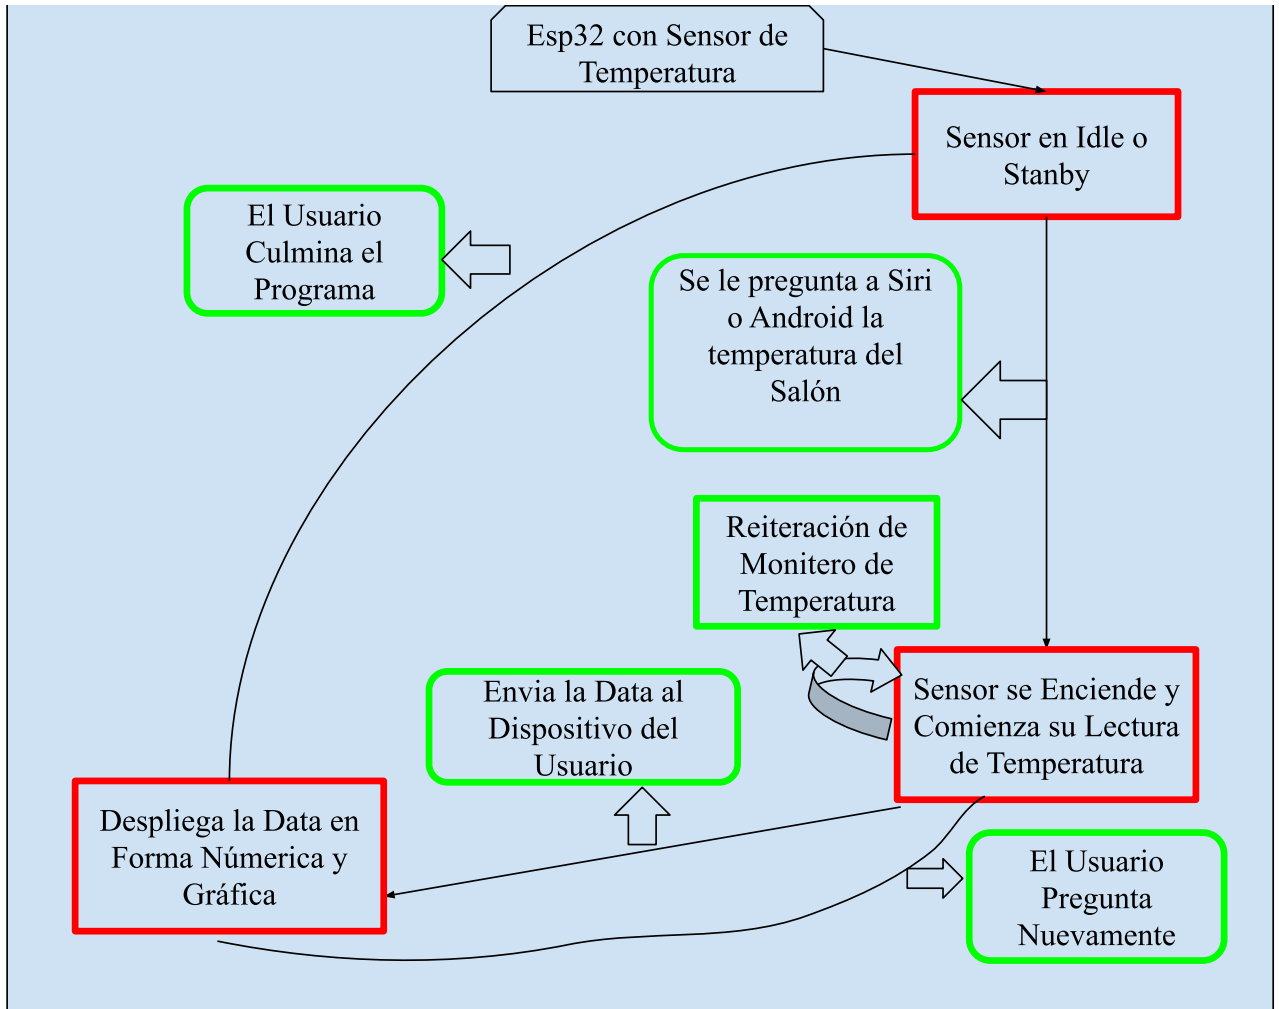 Esp32 con Sensor de
Temperatura
Sensor en Idle o
Stanby
El Usuario
Culmina el
Programa
Se le pregunta a Siri
o Android la
temperatura del
Salón
Reiteración de
Monitero de
Temperatura
Sensor se Enciende y
Comienza su Lectura
de Temperatura
Envia la Data al
Dispositivo del
Usuario
Despliega la Data en
Forma Númerica y
Gráfica
El Usuario
Pregunta
Nuevamente